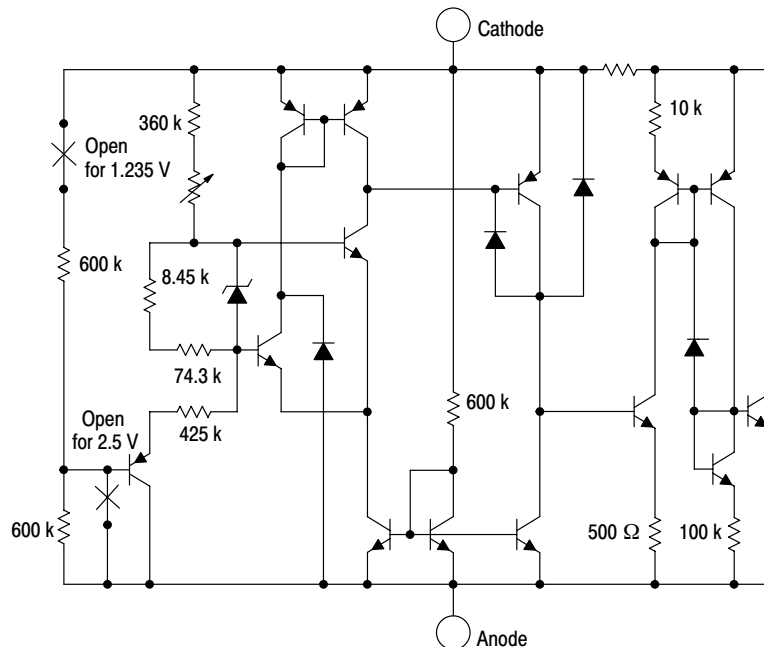 Cathode
360 k
Open
for 1.235 V
10 k
600 k
8.45 k
74.3 k
600 k
425 k
Open
for 2.5 V
600 k
500 Ω
100 k
Anode